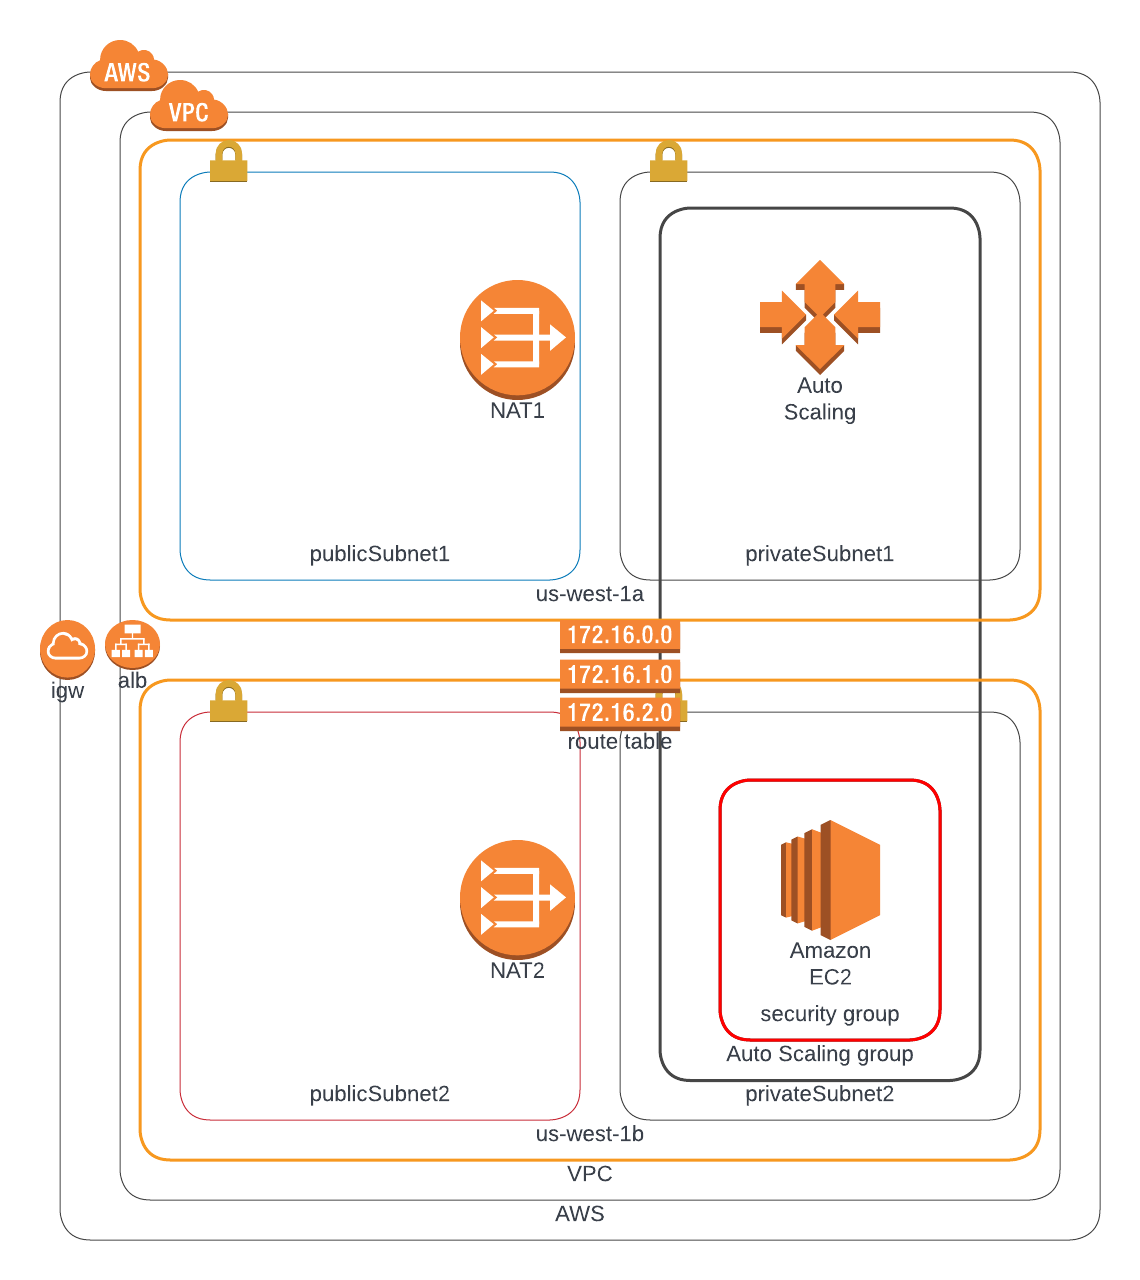 AWS
VPC
NAT1
Auto
Scaling
publicSubnet1
privateSubnet1
us-west-1a
172.16.0.0
172.16.1.0
172.16.2.0
route table
igw
alb
NAT2
Amazon
EC2
security group
Auto Scaling group
publicSubnet2
privateSubnet2
us-west-1b
VPC
AWS